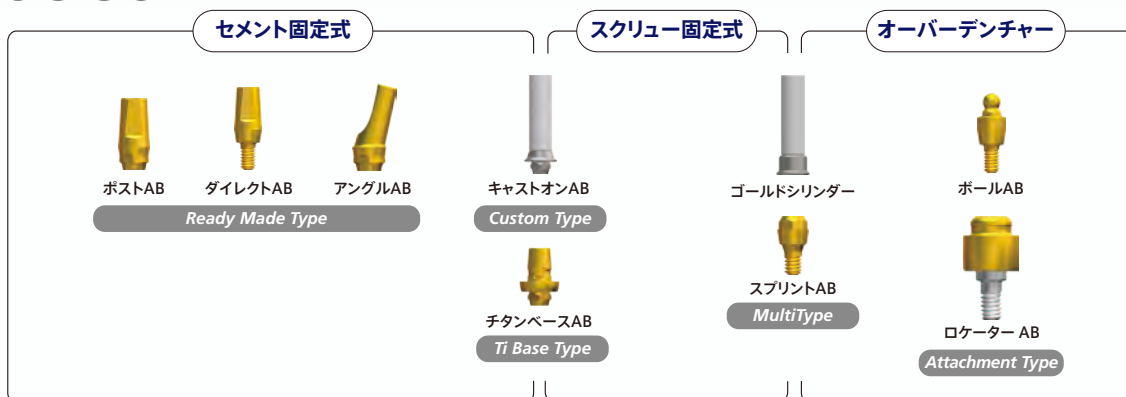 セメント固定式
スクリュー固定式
オーバーデンチャー
ポストAB
ダイレクトAB
アングルAB
キャストオンAB
ゴールドシリンダー
ボールAB
Ready Made Type
Custom Type
チタンベースAB
Ti Base Type
スプリントAB
MultiType
ロケーター AB
Attachment Type